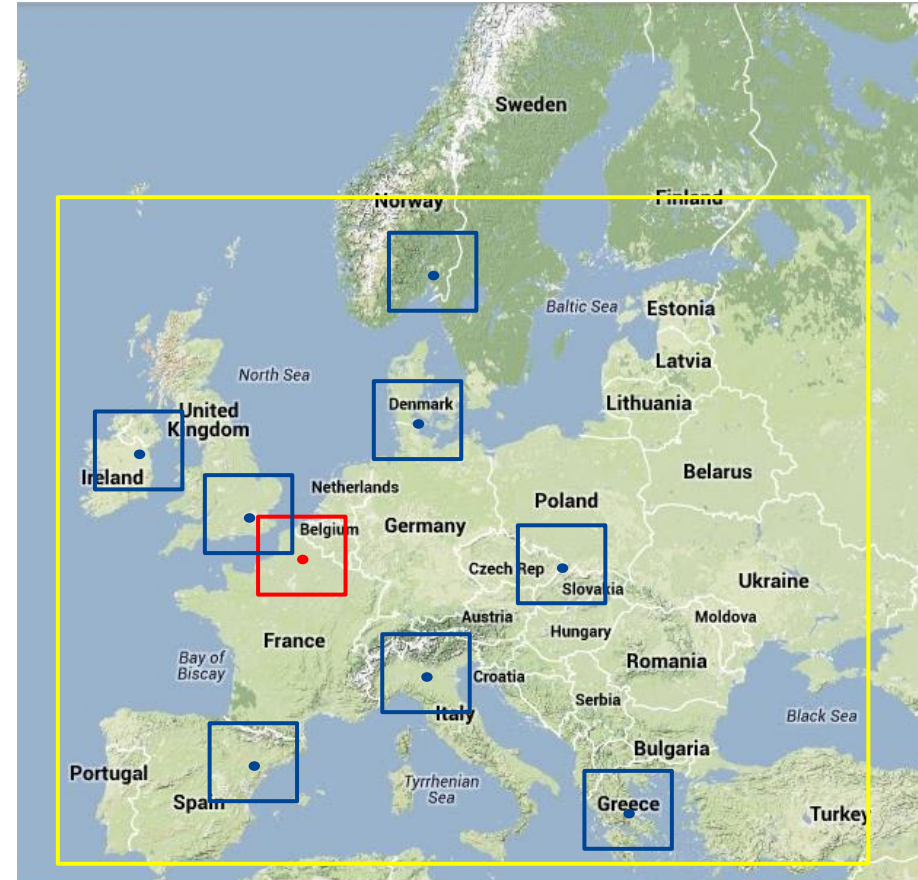 Sweden
Norway
Finland
Baltic Sea
Estonia
North Sea
Latvia
United
Kingdom
Denmark
Lithuania
Ireland
Netherlands
Belarus
Poland
Belgium
Germany
Czech Rep
Slovakia
Ukraine
Austria
Moldova
France
Hungary
Bay of
Biscay
Croatia
Romania
Serbia
Italy
Black Sea
Bulgaria
Portugal
Tyrrhenian
Sea
Spain
Greece
Turkey